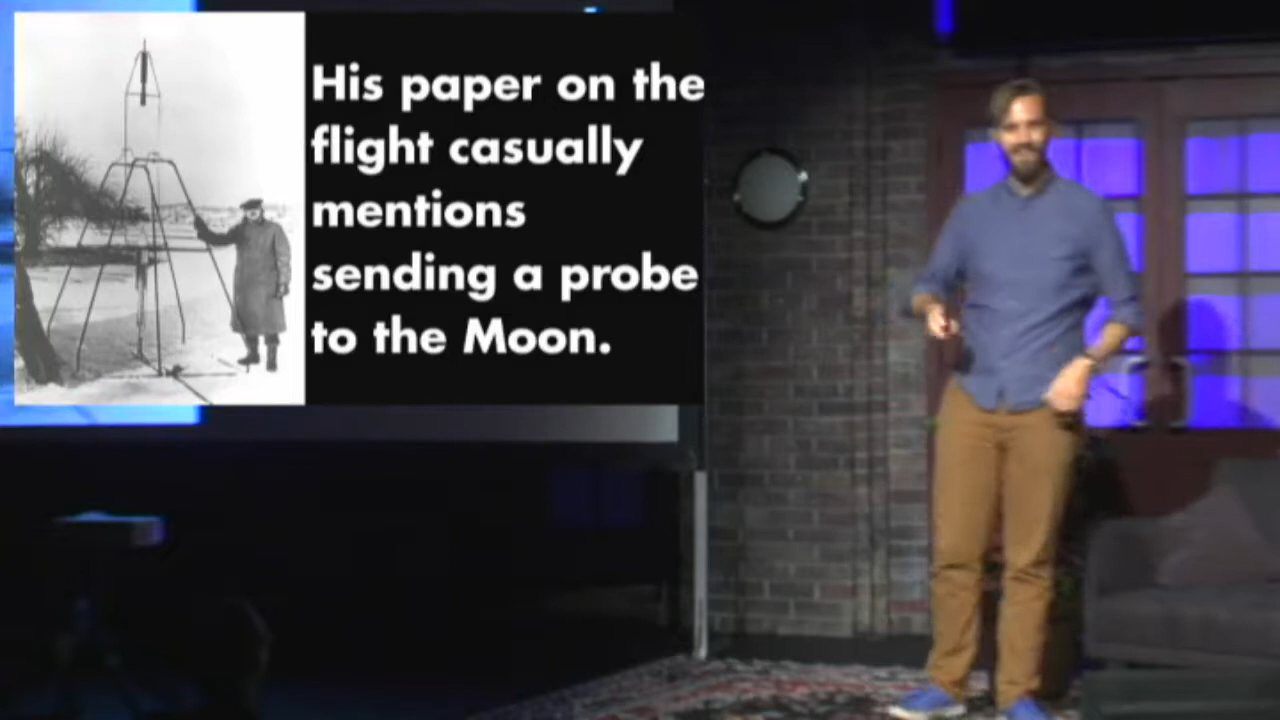 His paper on the
flight casually
mentions
sending a probe
to the Moon.